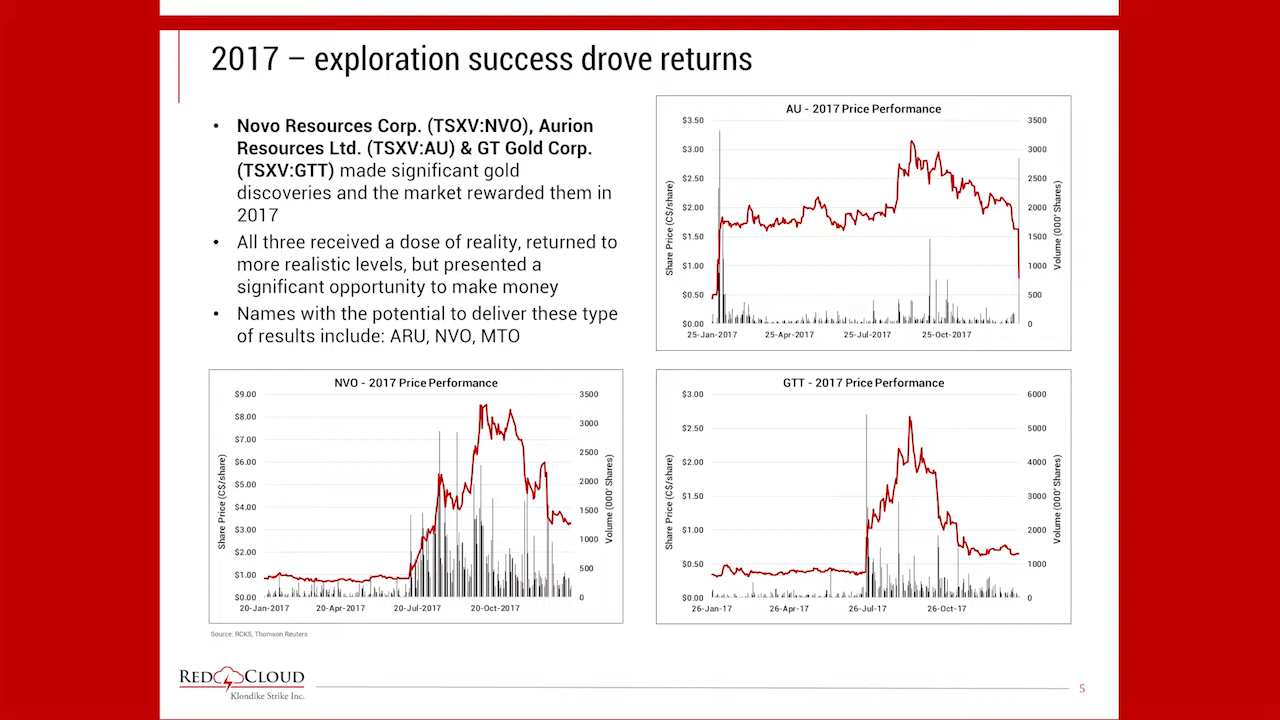 2017 – exploration success drove returns
• Novo Resources Corp. (TSXV:NVO), Aurion
Resources Ltd. (TSXV:AU) & GT Gold Corp.
(TSXV:GTT) made significant gold
discoveries and the market rewarded them in
2017
• All three received a dose of reality, returned to
more realistic levels, but presented a
significant opportunity to make money
• Names with the potential to deliver these type
of results include: ARU, NVO, MTO
AU - 2017 Price Performance
Share Price (C$/share)
$3.50
$3.00
$2.50
$2.00
$1.50
$1.00
$0.50
$0.00
3500
3000
2500
2000
1500
1000
500
0
Volume (000' Shares)
25-Jan-2017 25-Apr-2017 25-Jul-2017 25-Oct-2017
NVO - 2017 Price Performance
Share Price (C$/share)
$9.00
$8.00
$7.00
$6.00
$5.00
$4.00
$3.00
$2.00
$1.00
$0.00
3500
3000
2500
2000
1500
1000
500
0
Volume (000' Shares)
20-Jan-2017 20-Apr-2017 20-Jul-2017 20-Oct-2017
GTT - 2017 Price Performance
Share Price (C$/share)
$3.00
$2.50
$2.00
$1.50
$1.00
$0.50
$0.00
6000
5000
4000
3000
2000
1000
0
Volume (000' Shares)
26-Jan-17 26-Apr-17 26-Jul-17 26-Oct-17
Source: RCKS, Thomson Reuters
RED CLOUD
Klondike Strike Inc.
5